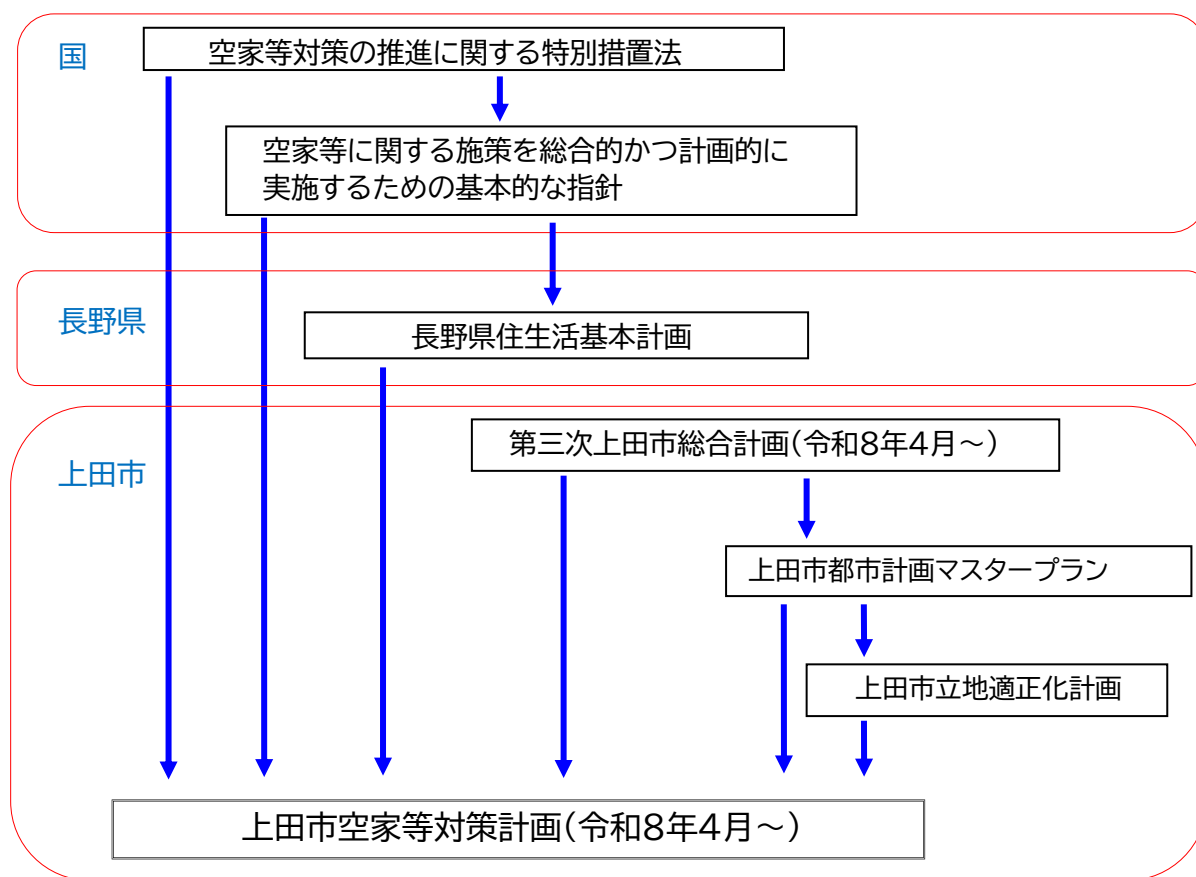 国
空家等対策の推進に関する特別措置法
空家等に関する施策を総合的かつ計画的に
実施するための基本的な指針
長野県
長野県住生活基本計画
上田市
第三次上田市総合計画(令和8年4月～)
上田市都市計画マスタープラン
上田市立地適正化計画
上田市空家等対策計画(令和8年4月～)